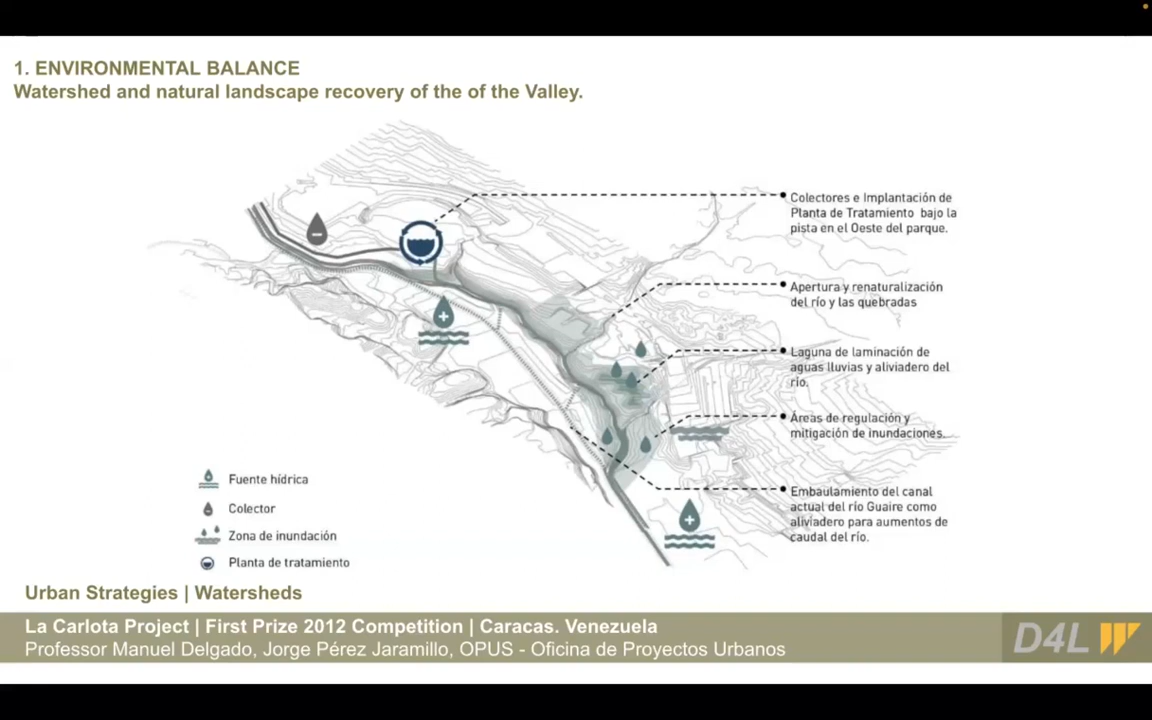 1. ENVIRONMENTAL BALANCE
Watershed and natural landscape recovery of the of the Valley.
Colectores e Implantación de
Planta de Tratamiento bajo la
pista en el Oeste del parque.
Apertura y renaturalización
del río y las quebradas
Laguna de laminación de
aguas lluvias y aliviadero del
río.
Áreas de regulación y
mitigación de inundaciones.
Embaulamiento del canal
actual del río Guaire como
aliviadero para aumentos de
caudal del río.
Fuente hídrica
Colector
Zona de inundación
Planta de tratamiento
Urban Strategies | Watersheds
La Carlota Project | First Prize 2012 Competition | Caracas. Venezuela
Professor Manuel Delgado, Jorge Pérez Jaramillo, OPUS - Oficina de Proyectos Urbanos
D4L